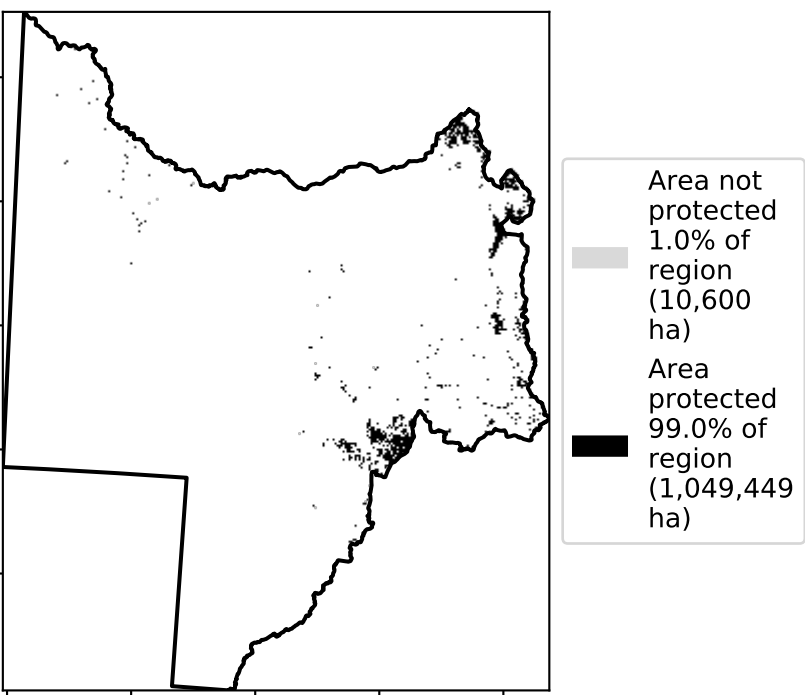 Area not
protected
1.0% of
region
(10,600
ha)
Area
protected
99.0% of
region
(1,049,449
ha)